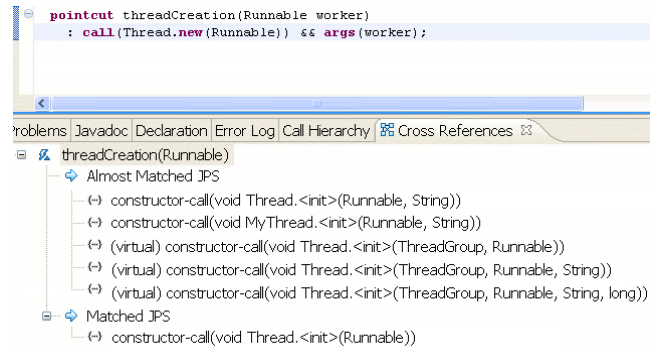 pointcut threadCreation(Runnable worker)
: call(Thread.new(Runnable)) && args(worker);
Problems Javadoc Declaration Error Log Call Hierarchy Cross References
threadCreation(Runnable)
Almost Matched JPS
constructor-call(void Thread.<init>(Runnable, String))
constructor-call(void MyThread.<init>(Runnable, String))
(virtual) constructor-call(void Thread.<init>(ThreadGroup, Runnable))
(virtual) constructor-call(void Thread.<init>(ThreadGroup, Runnable, String))
(virtual) constructor-call(void Thread.<init>(ThreadGroup, Runnable, String, long))
Matched JPS
constructor-call(void Thread.<init>(Runnable))